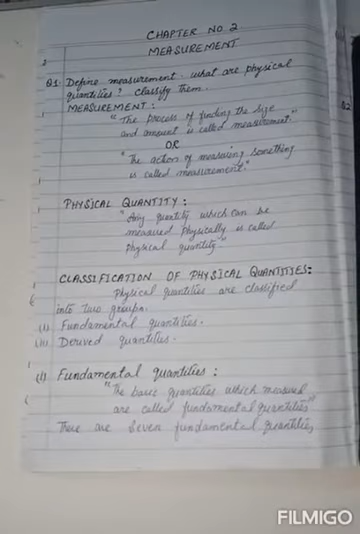 CHAPTER NO 2
MEASUREMENT
Q1: Define measurement. what are physical
quantities? classify them.
MEASUREMENT:
"The process of finding the size
and amount is called measurement."
OR
"The action of measuring something
is called measurement"
PHYSICAL QUANTITY:
"Any quantity which can be
measured physically is called
physical quantity"
CLASSIFICATION OF PHYSICAL QUANTITIES:
Physical quantities are classified
into two groups.
(i) Fundamental quantities.
(ii) Derived quantities.
(i) Fundamental quantities:
"The basic quantities which measured
are called fundamental quantities"
There are seven fundamental quantities,
FILMIGO